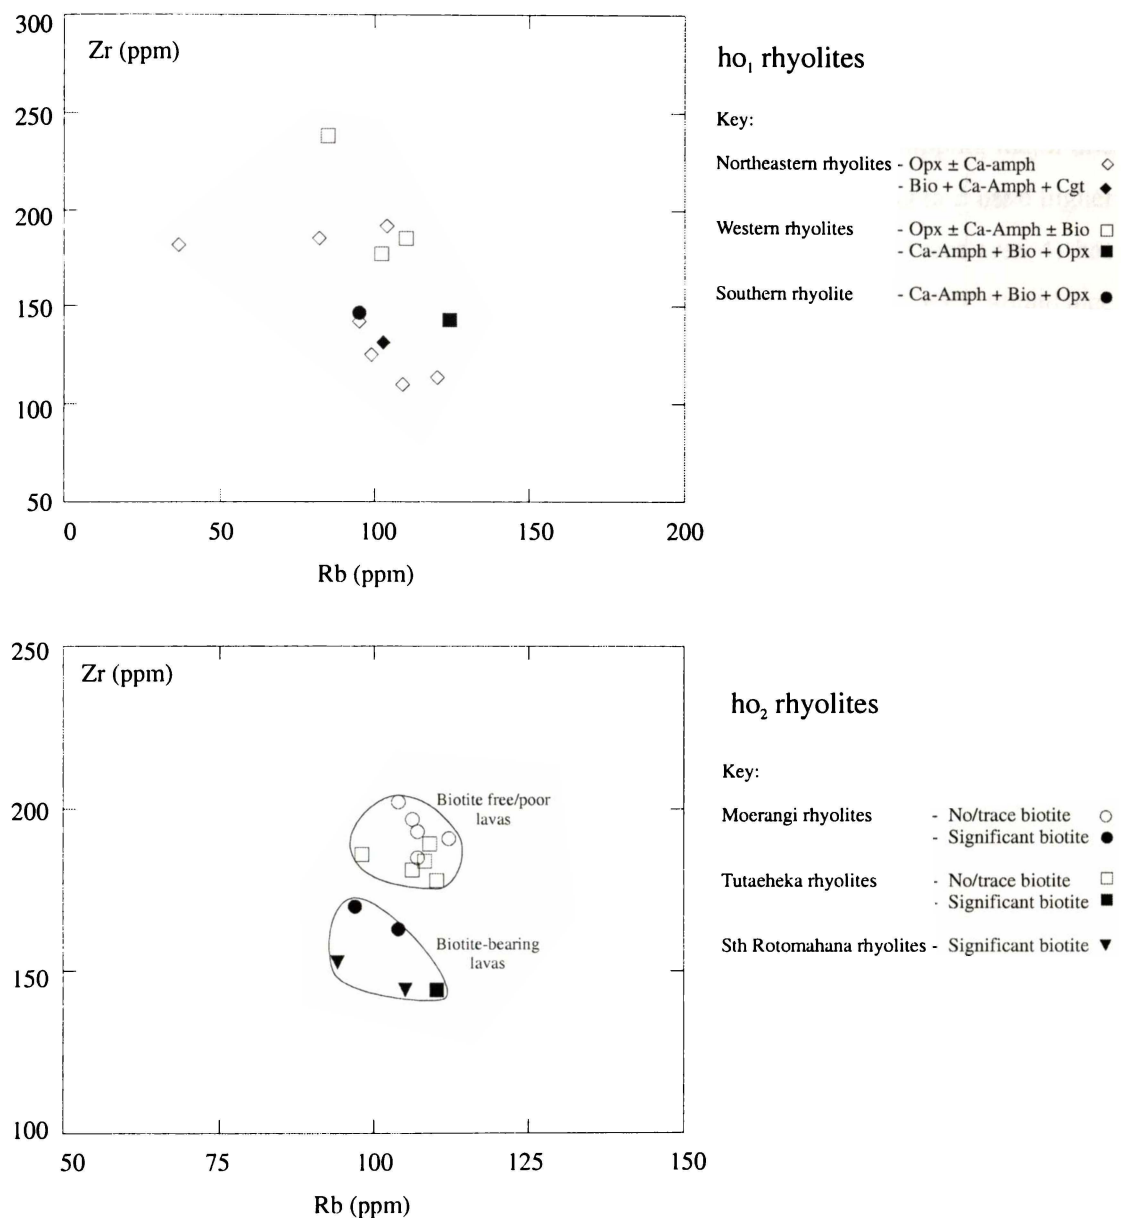 300
Zr (ppm)
250
200
150
100
50
0 50 100 150 200
Rb (ppm)
ho₁ rhyolites
Key:
Northeastern rhyolites - Opx ± Ca-amph
- Bio + Ca-Amph + Cgt
Western rhyolites - Opx ± Ca-Amph ± Bio
- Ca-Amph + Bio + Opx
Southern rhyolite - Ca-Amph + Bio + Opx
250
Zr (ppm)
200
150
100
50 75 100 125 150
Rb (ppm)
Biotite free/poor
lavas
Biotite-bearing
lavas
ho₂ rhyolites
Key:
Moerangi rhyolites - No/trace biotite
- Significant biotite
Tutaeheka rhyolites - No/trace biotite
- Significant biotite
Sth Rotomahana rhyolites - Significant biotite